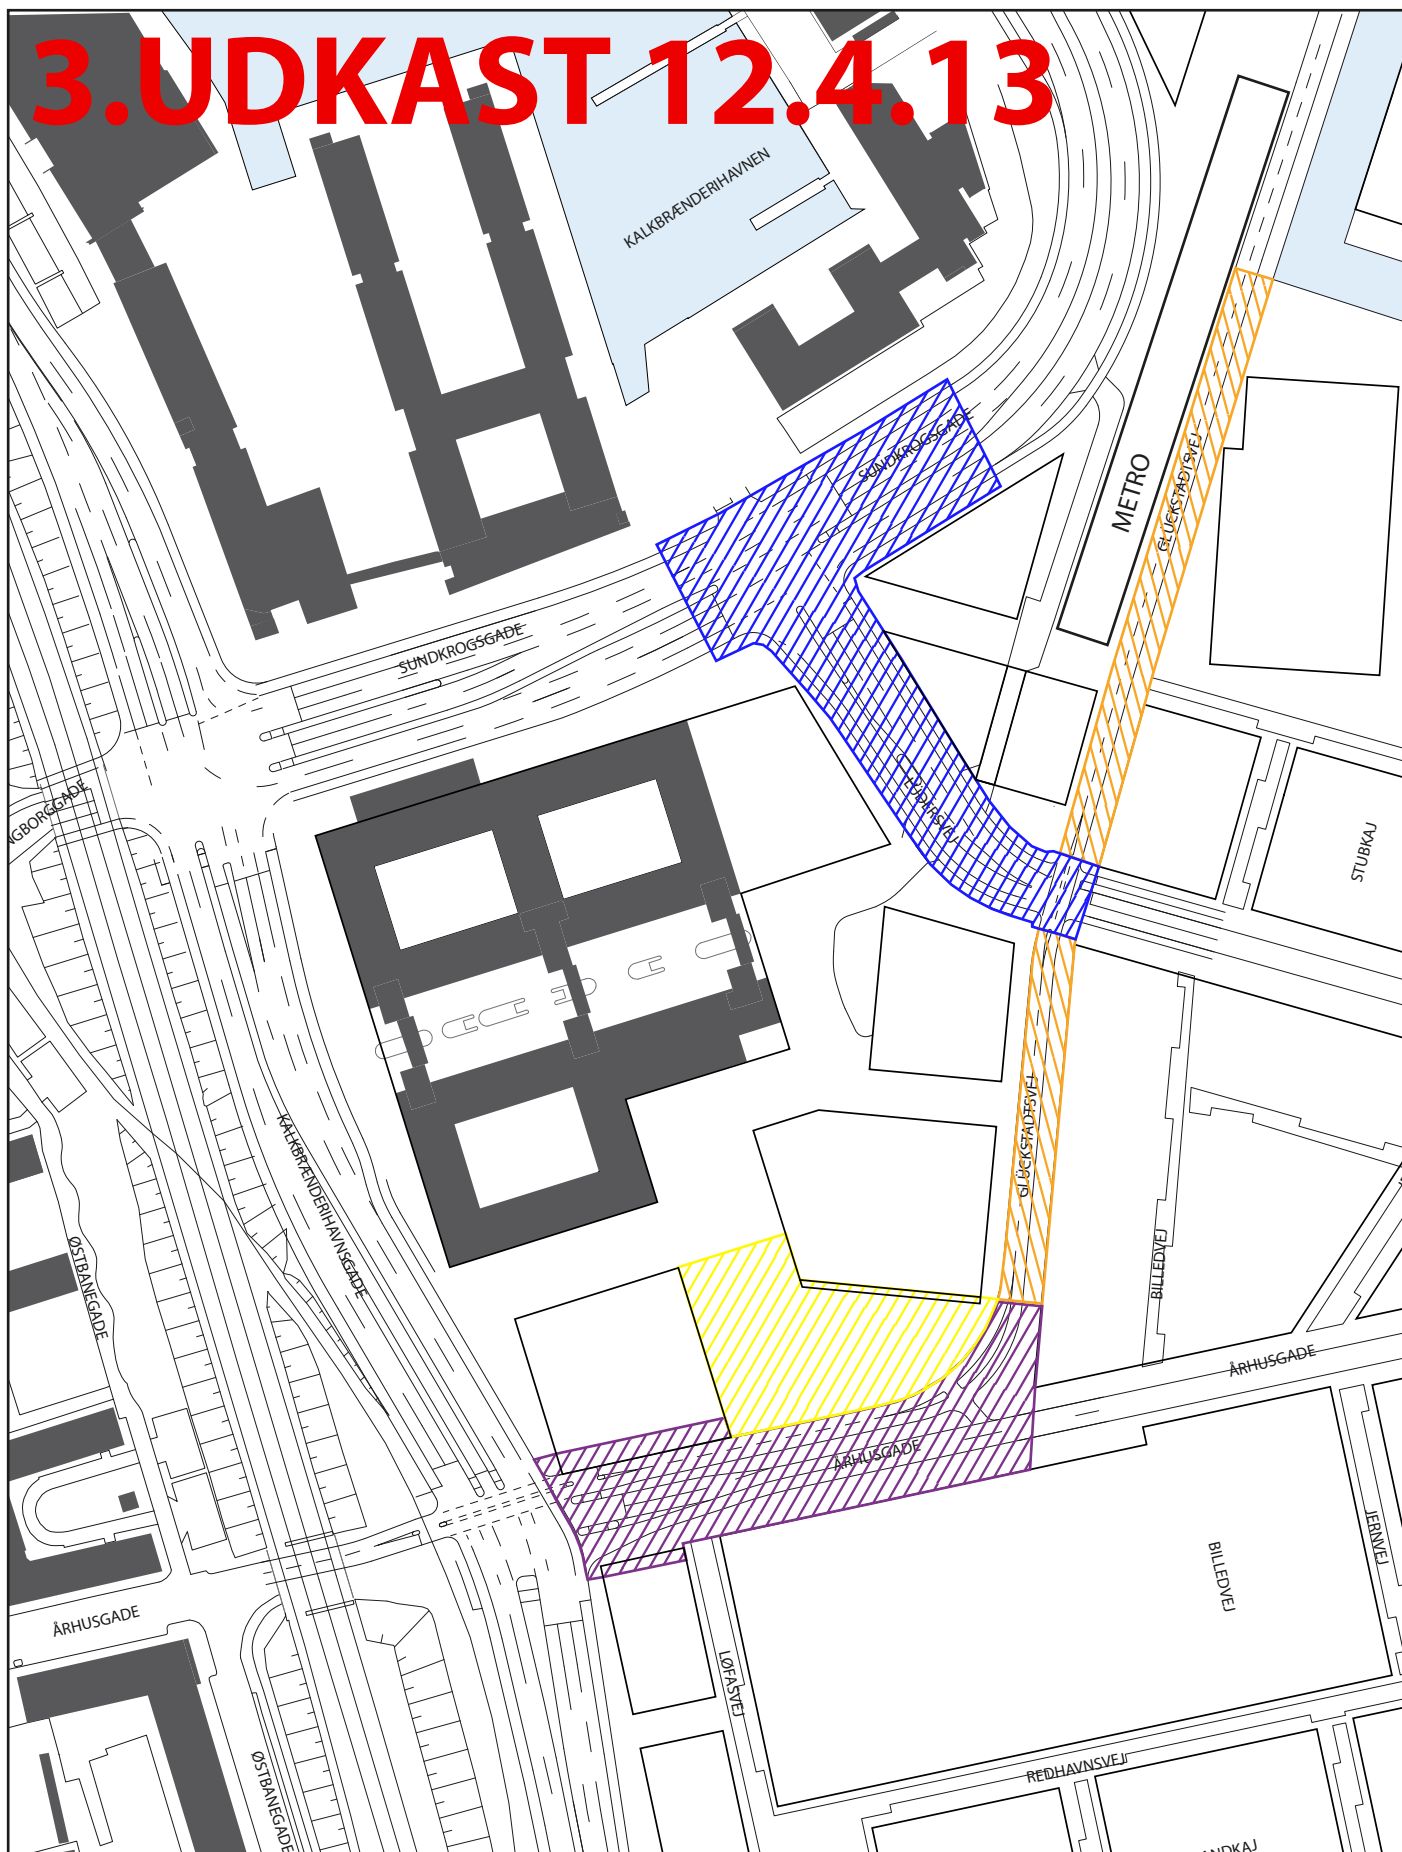 3.UDKAST 12.4.13
KALKBRÆNDERIHAVNEN
SUNDKROGSGADE
METRO
GLÜCKSTADTSVEJ
SUNDKROGSGADE
LÜDERSVEJ
STUBKAJ
KALKBRÆNDERIHAVNSGADE
GLÜCKSTADTSVEJ
ØSTBANEGADE
BILLEDVEJ
ÅRHUSGADE
ÅRHUSGADE
JERNVEJ
BILLEDVEJ
ÅRHUSGADE
LØFASVEJ
REDHAVNSVEJ
ØSTBANEGADE